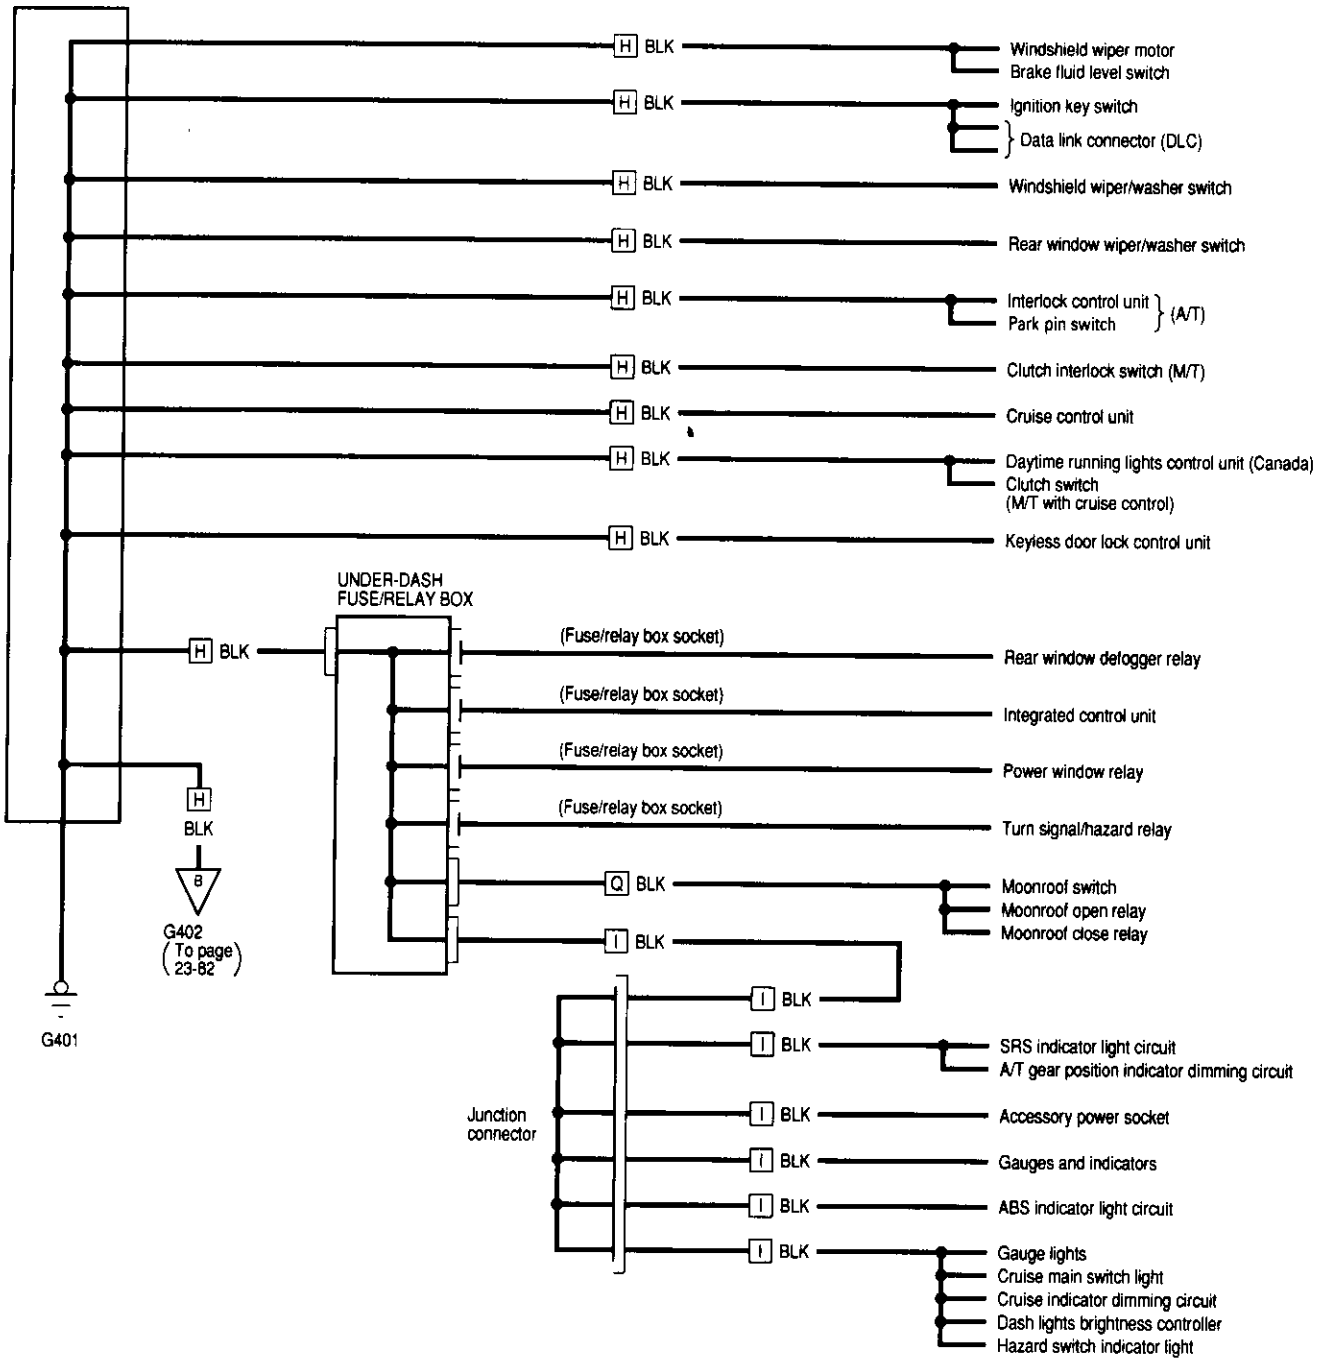 H BLK
Windshield wiper motor
Brake fluid level switch
H BLK
Ignition key switch
Data link connector (DLC)
H BLK
Windshield wiper/washer switch
H BLK
Rear window wiper/washer switch
H BLK
Interlock control unit
Park pin switch
(A/T)
H BLK
Clutch interlock switch (M/T)
H BLK
Cruise control unit
H BLK
Daytime running lights control unit (Canada)
Clutch switch
(M/T with cruise control)
H BLK
Keyless door lock control unit
UNDER-DASH
FUSE/RELAY BOX
H BLK
(Fuse/relay box socket)
Rear window defogger relay
(Fuse/relay box socket)
Integrated control unit
(Fuse/relay box socket)
Power window relay
(Fuse/relay box socket)
Turn signal/hazard relay
H
BLK
B
G402
(To page
23-82)
Q BLK
Moonroof switch
Moonroof open relay
Moonroof close relay
I BLK
G401
I BLK
I BLK
SRS indicator light circuit
A/T gear position indicator dimming circuit
Junction
connector
I BLK
Accessory power socket
I BLK
Gauges and indicators
I BLK
ABS indicator light circuit
I BLK
Gauge lights
Cruise main switch light
Cruise indicator dimming circuit
Dash lights brightness controller
Hazard switch indicator light